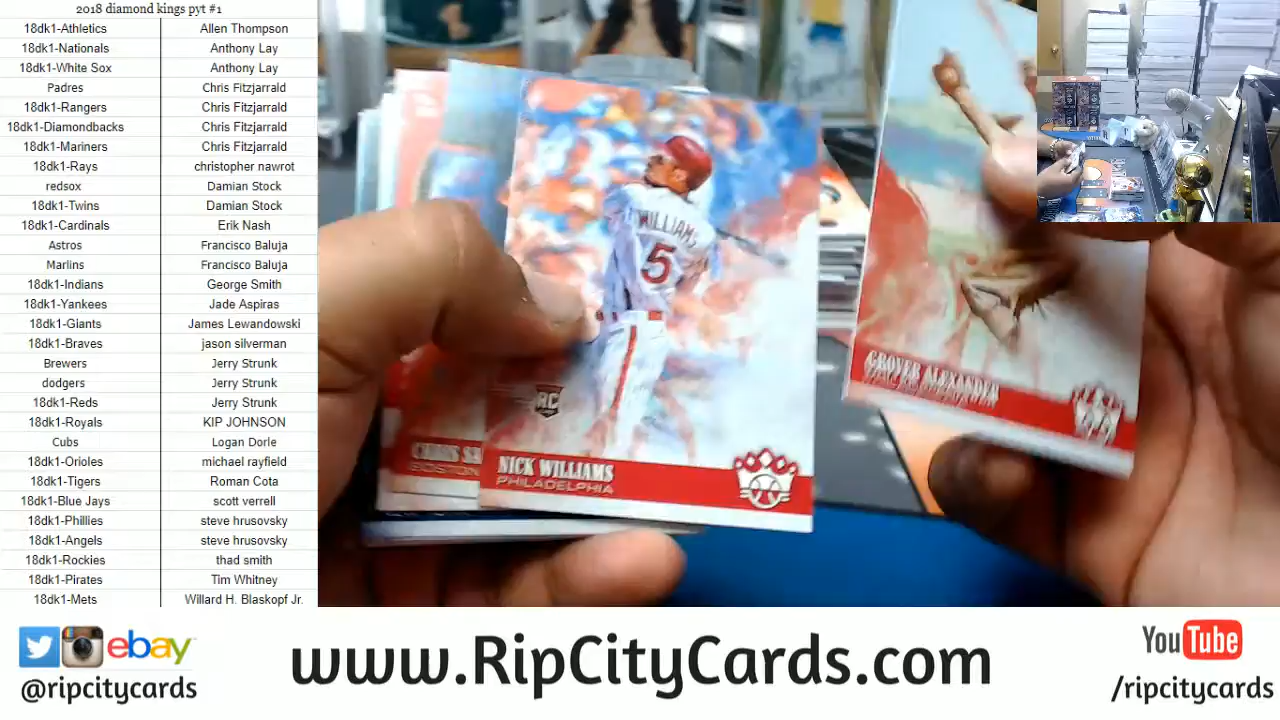 2018 diamond kings pyt #1
18dk1-Athletics Allen Thompson
18dk1-Nationals Anthony Lay
18dk1-White Sox Anthony Lay
Padres Chris Fitzjarrald
18dk1-Rangers Chris Fitzjarrald
18dk1-Diamondbacks Chris Fitzjarrald
18dk1-Mariners Chris Fitzjarrald
18dk1-Rays christopher nawrot
redsox Damian Stock
18dk1-Twins Damian Stock
18dk1-Cardinals Erik Nash
Astros Francisco Baluja
Marlins Francisco Baluja
18dk1-Indians George Smith
18dk1-Yankees Jade Aspiras
18dk1-Giants James Lewandowski
18dk1-Braves jason silverman
Brewers Jerry Strunk
dodgers Jerry Strunk
18dk1-Reds Jerry Strunk
18dk1-Royals KIP JOHNSON
Cubs Logan Dorle
18dk1-Orioles michael rayfield
18dk1-Tigers Roman Cota
18dk1-Blue Jays scott verrell
18dk1-Phillies steve hrusovsky
18dk1-Angels steve hrusovsky
18dk1-Rockies thad smith
18dk1-Pirates Tim Whitney
18dk1-Mets Willard H. Blaskopf Jr.
WILLIAMS
5
RC
CHRIS SA
BOSTON
NICK WILLIAMS
PHILADELPHIA
GROVER ALEXANDER
ebay
@ripcitycards
www.RipCityCards.com
YouTube
/ripcitycards